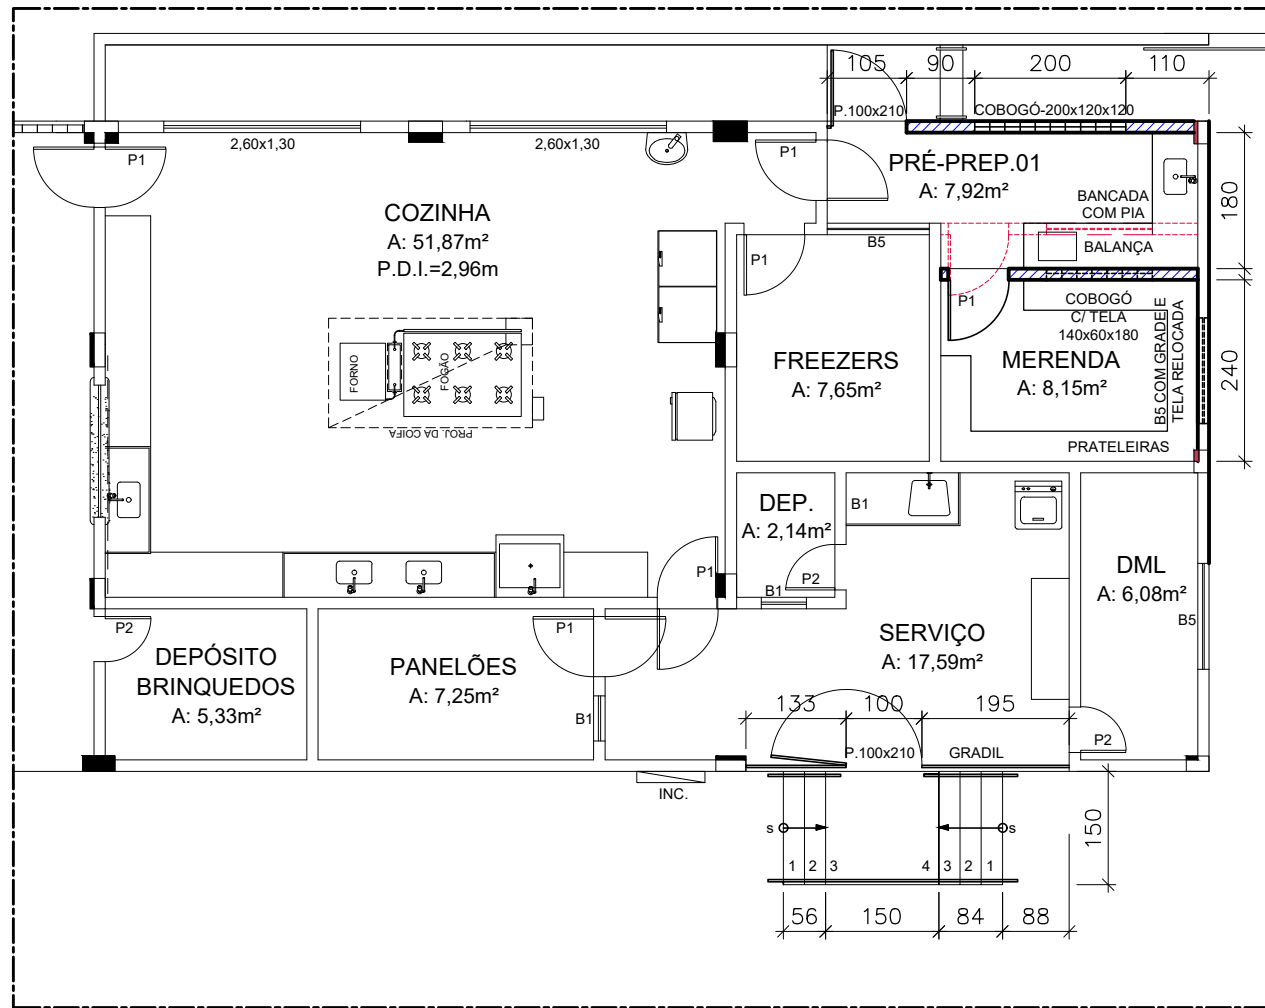 105
90
200
110
P.100x210
COBOGÓ-200x120x120
P1
2,60x1,30
2,60x1,30
P1
PRÉ-PREP.01
A: 7,92m²
BANCADA
COM PIA
180
COZINHA
A: 51,87m²
P.D.I.=2,96m
B5
BALANÇA
P1
P1
COBOGÓ
C/ TELA
140x60x180
B5 COM GRADE E
TELA RELOCADA
240
FORNO
FOGÃO
PROJ. DA COIFA
FREEZERS
A: 7,65m²
MERENDA
A: 8,15m²
PRATELEIRAS
DEP.
A: 2,14m²
B1
P1
P2
B1
DML
A: 6,08m²
B5
P2
DEPÓSITO
BRINQUEDOS
A: 5,33m²
P1
PANELÕES
A: 7,25m²
B1
SERVIÇO
A: 17,59m²
133
100
195
P.100x210
GRADIL
P2
INC.
s
s
150
1
2
3
4
3
2
1
56
150
84
88